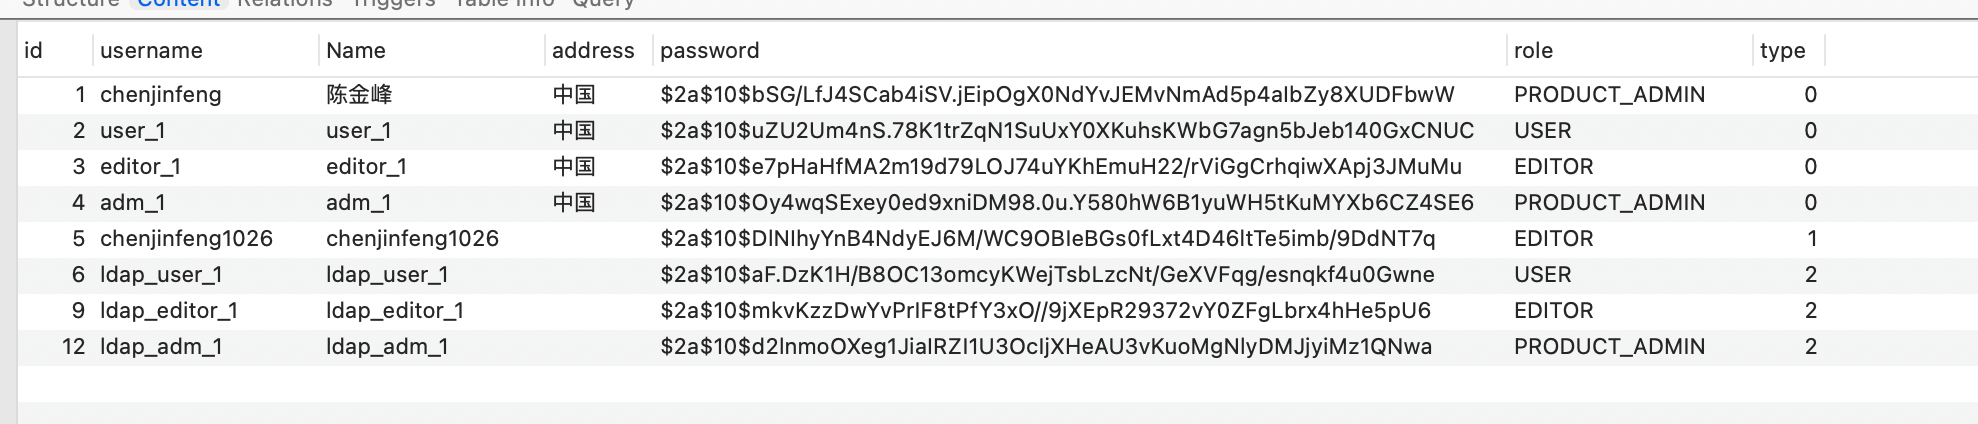 Structure Content Relations Triggers Table Info Query
id username Name address password role type
1 chenjinfeng 陈金峰 中国 $2a$10$bSG/LfJ4SCab4iSV.jEipOgX0NdYvJEMvNmAd5p4aIbZy8XUDFbwW PRODUCT_ADMIN 0
2 user_1 user_1 中国 $2a$10$uZU2Um4nS.78K1trZqN1SuUxY0XKuhsKWbG7agn5bJeb140GxCNUC USER 0
3 editor_1 editor_1 中国 $2a$10$e7pHaHfMA2m19d79LOJ74uYKhEmuH22/rViGgCrhqiwXApj3JMuMu EDITOR 0
4 adm_1 adm_1 中国 $2a$10$Oy4wqSExey0ed9xniDM98.0u.Y580hW6B1yuWH5tKuMYXb6CZ4SE6 PRODUCT_ADMIN 0
5 chenjinfeng1026 chenjinfeng1026 $2a$10$DlNIhyYnB4NdyEJ6M/WC9OBIeBGs0fLxt4D46ltTe5imb/9DdNT7q EDITOR 1
6 ldap_user_1 ldap_user_1 $2a$10$aF.DzK1H/B8OC13omcyKWejTsbLzcNt/GeXVFqg/esnqkf4u0Gwne USER 2
9 ldap_editor_1 ldap_editor_1 $2a$10$mkvKzzDwYvPrIF8tPfY3xO//9jXEpR29372vY0ZFgLbrx4hHe5pU6 EDITOR 2
12 ldap_adm_1 ldap_adm_1 $2a$10$d2lnmoOXeg1JiaIRZI1U3OcljXHeAU3vKuoMgNlyDMJjyiMz1QNwa PRODUCT_ADMIN 2